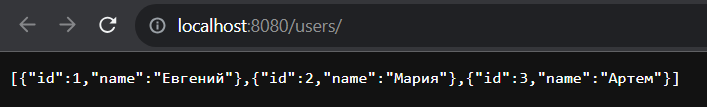 localhost:8080/users/
[{"id":1,"name":"Евгений"},{"id":2,"name":"Мария"},{"id":3,"name":"Артем"}]